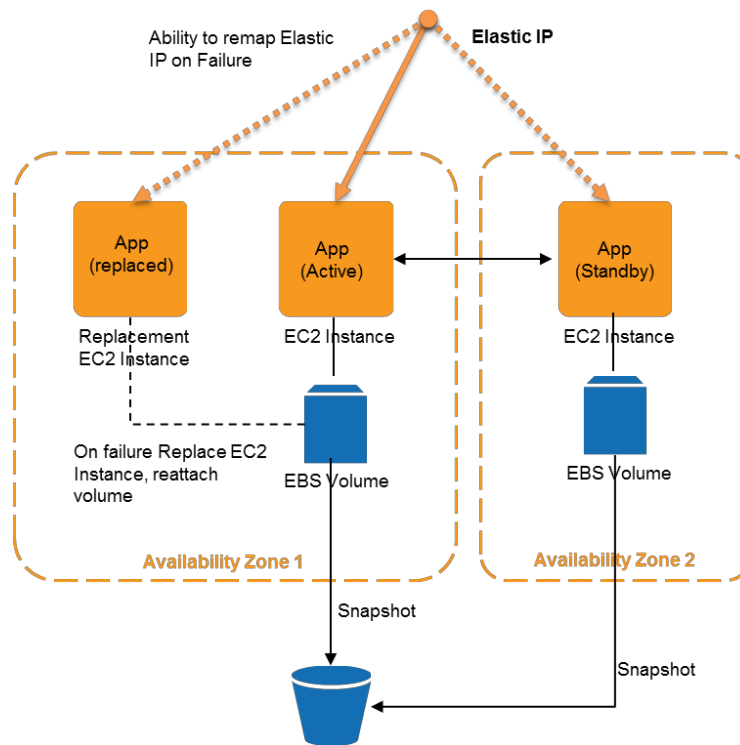 Ability to remap Elastic
IP on Failure
Elastic IP
App
(replaced)
App
(Active)
App
(Standby)
Replacement
EC2 Instance
EC2 Instance
EC2 Instance
On failure Replace EC2
Instance, reattach
volume
EBS Volume
EBS Volume
Availability Zone 1
Availability Zone 2
Snapshot
Snapshot